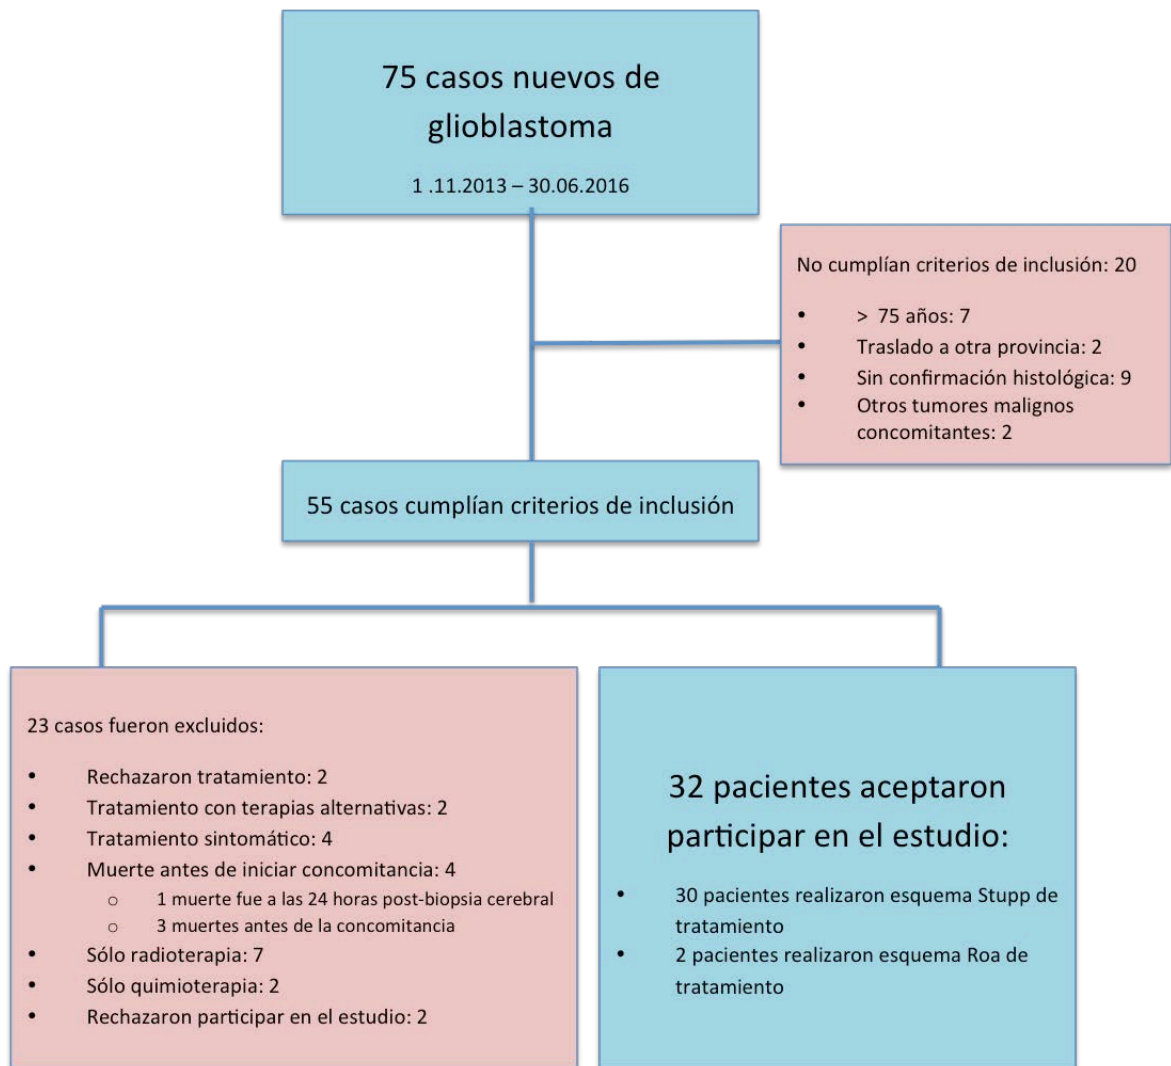 75 casos nuevos de
glioblastoma
1 .11.2013 – 30.06.2016
No cumplían criterios de inclusión: 20
• > 75 años: 7
• Traslado a otra provincia: 2
• Sin confirmación histológica: 9
• Otros tumores malignos
concomitantes: 2
55 casos cumplían criterios de inclusión
23 casos fueron excluidos:
• Rechazaron tratamiento: 2
• Tratamiento con terapias alternativas: 2
• Tratamiento sintomático: 4
• Muerte antes de iniciar concomitancia: 4
o 1 muerte fue a las 24 horas post-biopsia cerebral
o 3 muertes antes de la concomitancia
• Sólo radioterapia: 7
• Sólo quimioterapia: 2
• Rechazaron participar en el estudio: 2
32 pacientes aceptaron
participar en el estudio:
• 30 pacientes realizaron esquema Stupp de
tratamiento
• 2 pacientes realizaron esquema Roa de
tratamiento